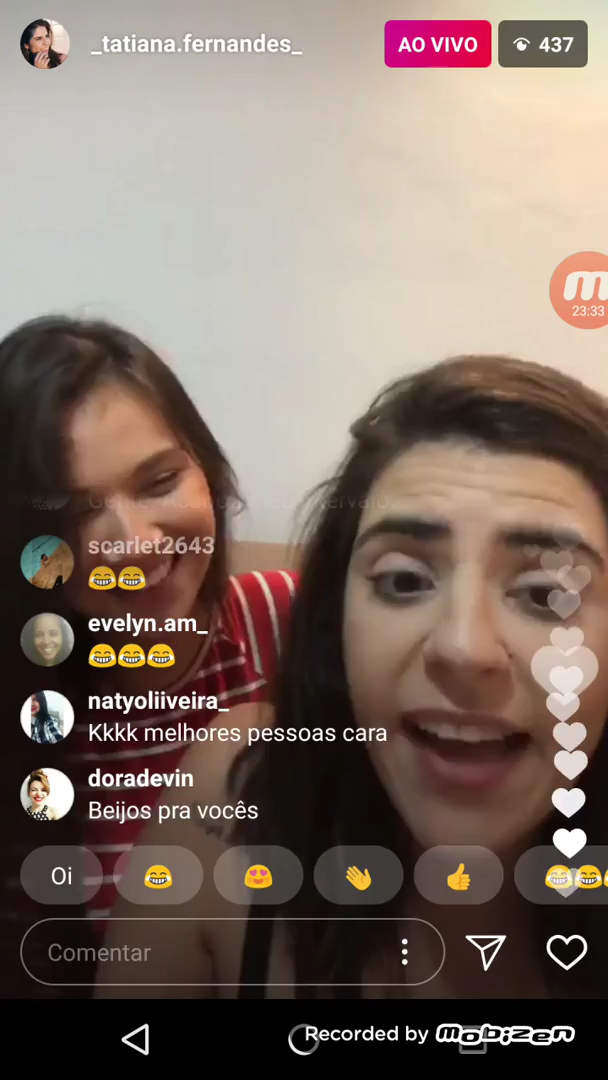 _tatiana.fernandes_
AO VIVO
437
m
23:33
scarlet2643
😂😂
evelyn.am_
😂😂😂
natyoliiveira_
Kkkk melhores pessoas cara
doradevin
Beijos pra vocês
Oi
Comentar
Recorded by mobizen